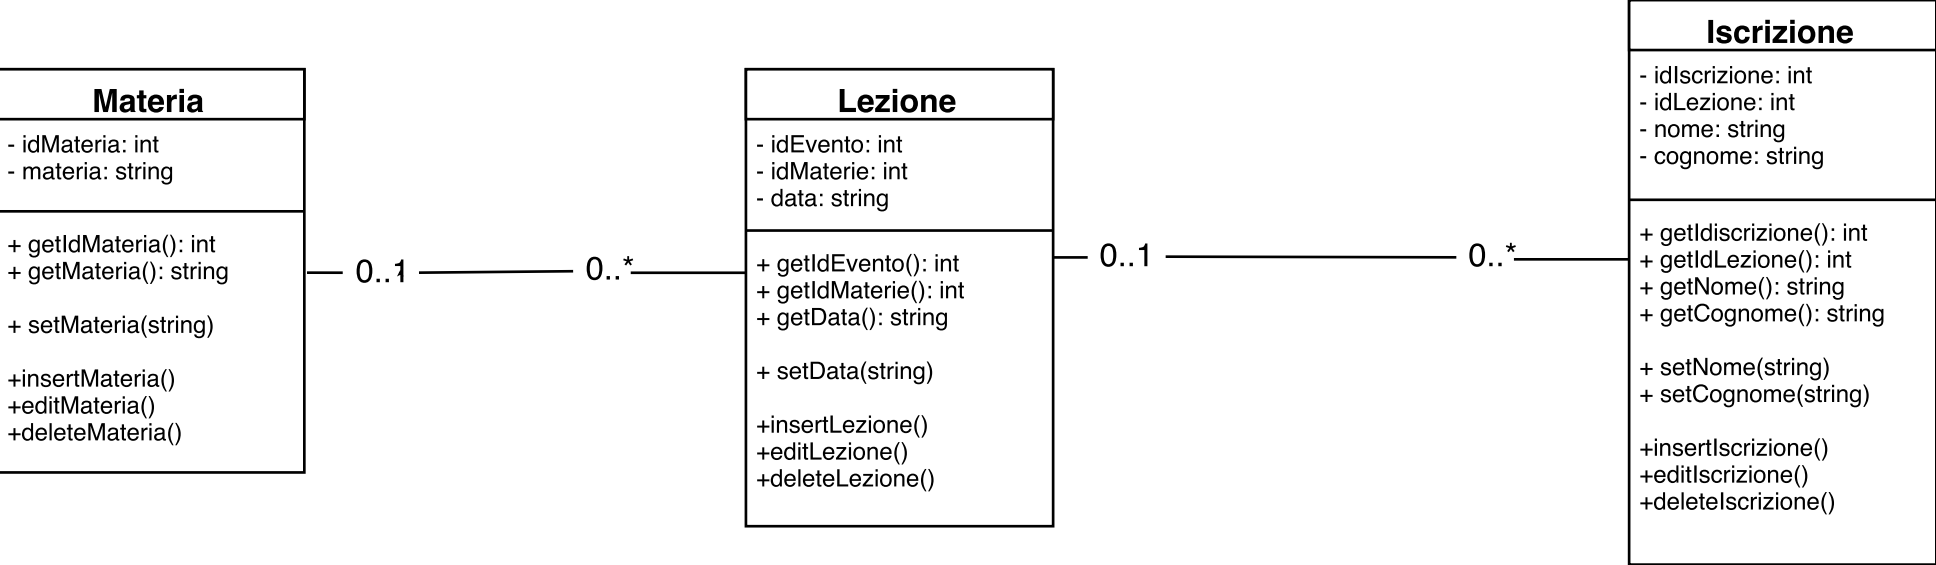 Materia
- idMateria: int
- materia: string
+ getIdMateria(): int
+ getMateria(): string
+ setMateria(string)
+insertMateria()
+editMateria()
+deleteMateria()
0..1
0..*
Lezione
- idEvento: int
- idMaterie: int
- data: string
+ getIdEvento(): int
+ getIdMaterie(): int
+ getData(): string
+ setData(string)
+insertLezione()
+editLezione()
+deleteLezione()
0..1
0..*
Iscrizione
- idIscrizione: int
- idLezione: int
- nome: string
- cognome: string
+ getIdiscrizione(): int
+ getIdLezione(): int
+ getNome(): string
+ getCognome(): string
+ setNome(string)
+ setCognome(string)
+insertIscrizione()
+editIscrizione()
+deleteIscrizione()